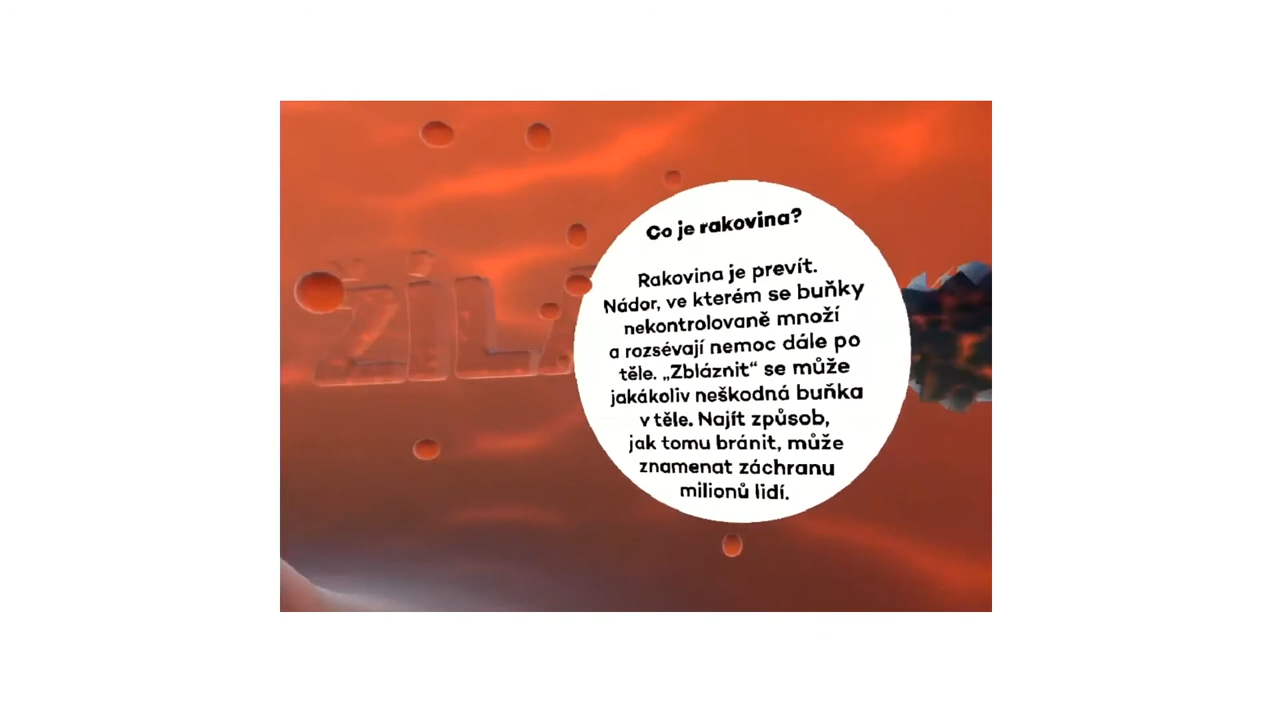 Co je rakovina?
Rakovina je prevít.
Nádor, ve kterém se buňky
nekontrolovaně množí
a rozsévají nemoc dále po
těle. „Zbláznit“ se může
jakákoliv neškodná buňka
v těle. Najít způsob,
jak tomu bránit, může
znamenat záchranu
milionů lidí.